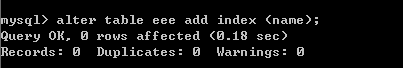 mysql> alter table eee add index (name);
Query OK, 0 rows affected (0.18 sec)
Records: 0  Duplicates: 0  Warnings: 0